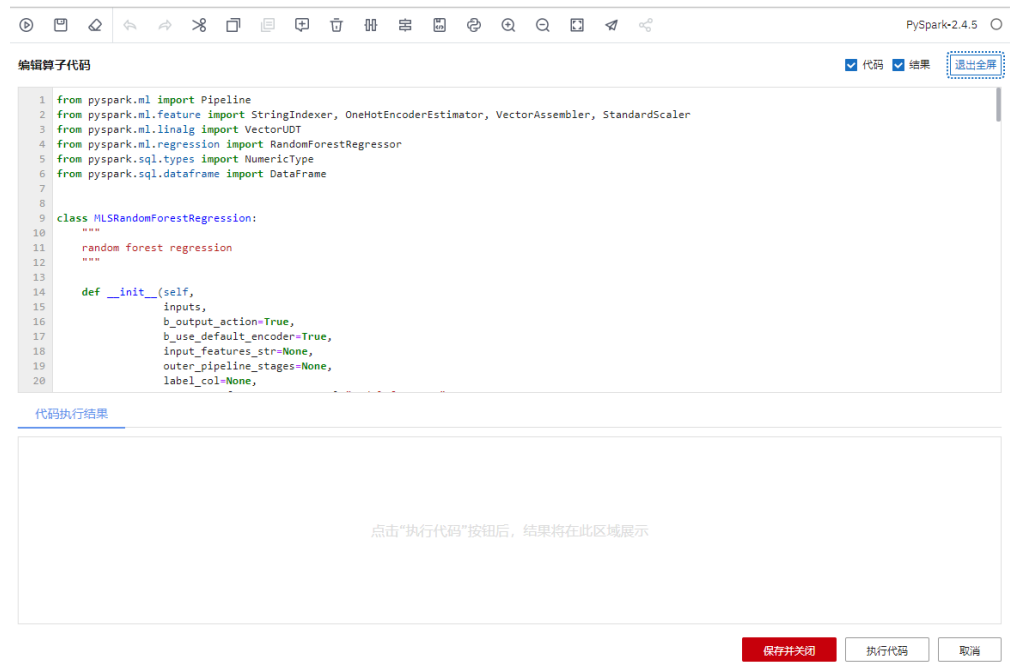 PySpark-2.4.5
编辑算子代码
代码 结果 退出全屏
1 from pyspark.ml import Pipeline
2 from pyspark.ml.feature import StringIndexer, OneHotEncoderEstimator, VectorAssembler, StandardScaler
3 from pyspark.ml.linalg import VectorUDT
4 from pyspark.ml.regression import RandomForestRegressor
5 from pyspark.sql.types import NumericType
6 from pyspark.sql.dataframe import DataFrame
7
8
9 class MLSRandomForestRegression:
10 """
11 random forest regression
12 """
13
14 def __init__(self,
15 inputs,
16 b_output_action=True,
17 b_use_default_encoder=True,
18 input_features_str=None,
19 outer_pipeline_stages=None,
20 label_col=None,
代码执行结果
点击“执行代码”按钮后，结果将在此区域展示
保存并关闭 执行代码 取消